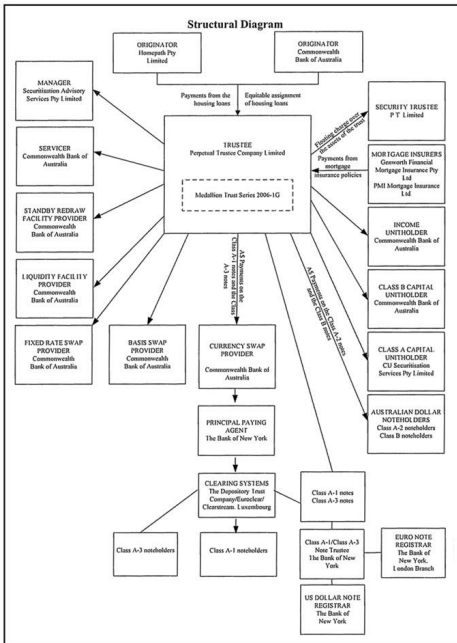 Structural Diagram
ORIGINATOR
Homepath Pty
Limited
ORIGINATOR
Commonwealth
Bank of Australia
Payments from the
housing loans
Equitable assignment
of housing loans
MANAGER
Securitisation Advisory
Services Pty Limited
SERVICER
Commonwealth Bank of
Australia
STANDBY REDRAW
FACILITY PROVIDER
Commonwealth
Bank of Australia
LIQUIDITY FACILITY
PROVIDER
Commonwealth Bank of
Australia
FIXED RATE SWAP
PROVIDER
Commonwealth
Bank of Australia
BASIS SWAP
PROVIDER
Commonwealth
Bank of Australia
TRUSTEE
Perpetual Trustee Company Limited
Medallion Trust Series 2006-1G
Floating charge over
the assets of the trust
Payments from
mortgage
insurance policies
SECURITY TRUSTEE
P T Limited
MORTGAGE INSURERS
Genworth Financial
Mortgage Insurance Pty
Ltd
PMI Mortgage Insurance
Ltd
INCOME
UNITHOLDER
Commonwealth Bank of
Australia
CLASS B CAPITAL
UNITHOLDER
Commonwealth Bank of
Australia
CLASS A CAPITAL
UNITHOLDER
CU Securitisation
Services Pty Limited
AUSTRALIAN DOLLAR
NOTEHOLDERS
Class A-2 noteholders
Class B noteholders
A$ Payments on the
Class A-1 notes and the Class
A-3 notes
A$ Payments on the Class A-2 notes
and the Class B notes
CURRENCY SWAP
PROVIDER
Commonwealth Bank of
Australia
PRINCIPAL PAYING
AGENT
The Bank of New York
CLEARING SYSTEMS
The Depository Trust
Company/Euroclear/
Clearstream. Luxembourg
Class A-3 noteholders
Class A-1 noteholders
Class A-1 notes
Class A-3 notes
Class A-1/Class A-3
Note Trustee
The Bank of New
York
EURO NOTE
REGISTRAR
The Bank of
New York.
London Branch
US DOLLAR NOTE
REGISTRAR The
Bank of New York